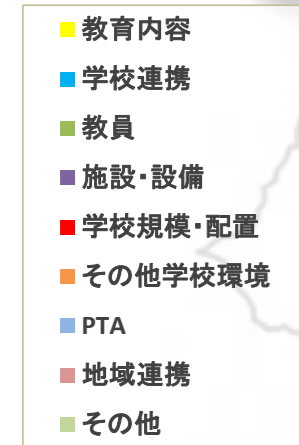 教育内容
学校連携
教員
施設・設備
学校規模・配置
その他学校環境
PTA
地域連携
その他